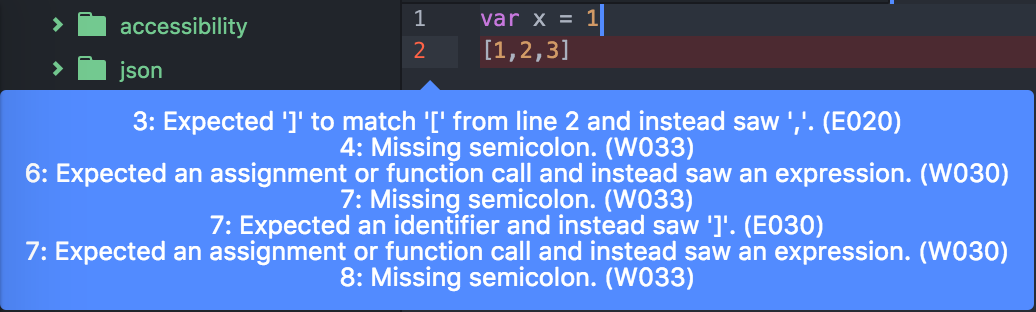 accessibility
json
1 var x = 1
2 [1,2,3]
3: Expected ']' to match '[' from line 2 and instead saw ','. (E020)
4: Missing semicolon. (W033)
6: Expected an assignment or function call and instead saw an expression. (W030)
7: Missing semicolon. (W033)
7: Expected an identifier and instead saw ']'. (E030)
7: Expected an assignment or function call and instead saw an expression. (W030)
8: Missing semicolon. (W033)